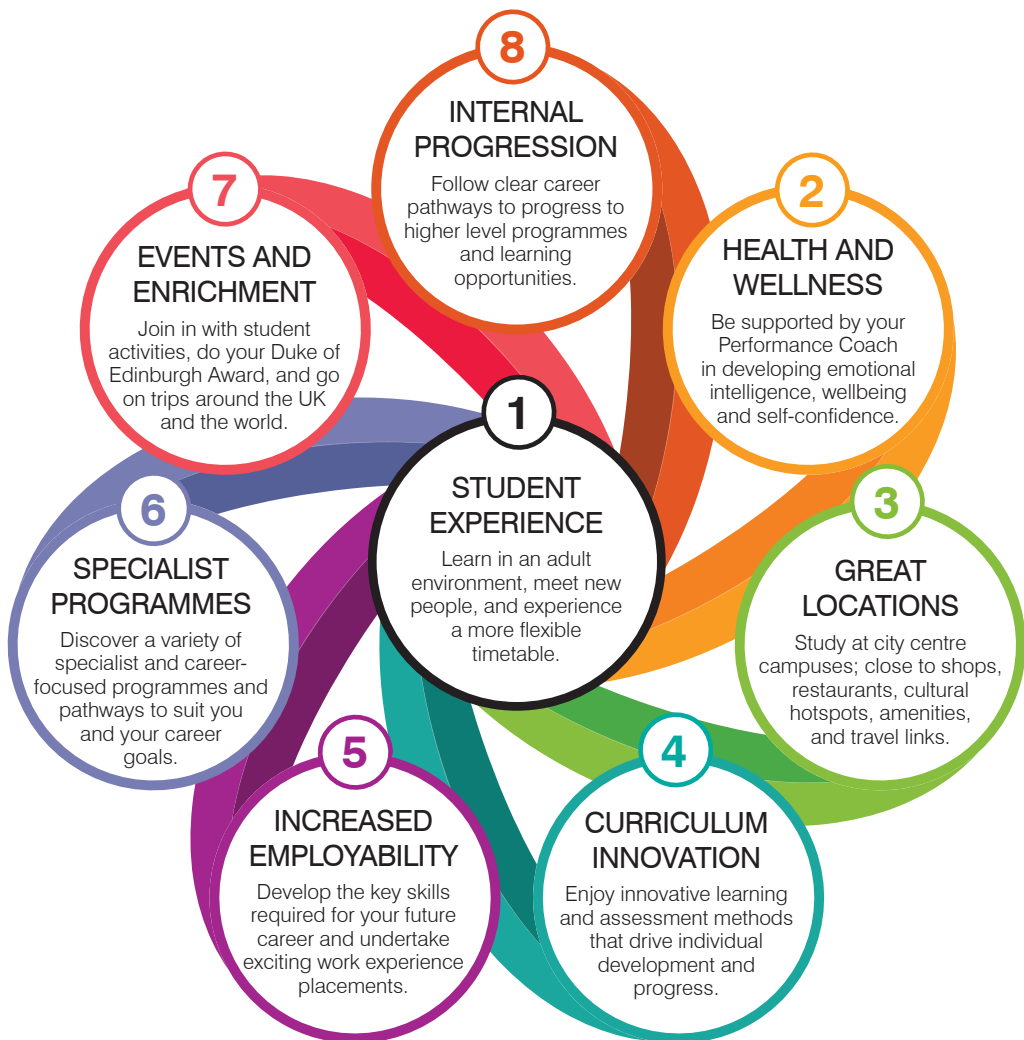 1
STUDENT
EXPERIENCE
Learn in an adult
environment, meet new
people, and experience
a more flexible
timetable.
2
HEALTH AND
WELLNESS
Be supported by your
Performance Coach
in developing emotional
intelligence, wellbeing
and self-confidence.
3
GREAT
LOCATIONS
Study at city centre
campuses; close to shops,
restaurants, cultural
hotspots, amenities,
and travel links.
4
CURRICULUM
INNOVATION
Enjoy innovative learning
and assessment methods
that drive individual
development and
progress.
5
INCREASED
EMPLOYABILITY
Develop the key skills
required for your future
career and undertake
exciting work experience
placements.
6
SPECIALIST
PROGRAMMES
Discover a variety of
specialist and career-
focused programmes and
pathways to suit you
and your career
goals.
7
EVENTS AND
ENRICHMENT
Join in with student
activities, do your Duke of
Edinburgh Award, and go
on trips around the UK
and the world.
8
INTERNAL
PROGRESSION
Follow clear career
pathways to progress to
higher level programmes
and learning
opportunities.